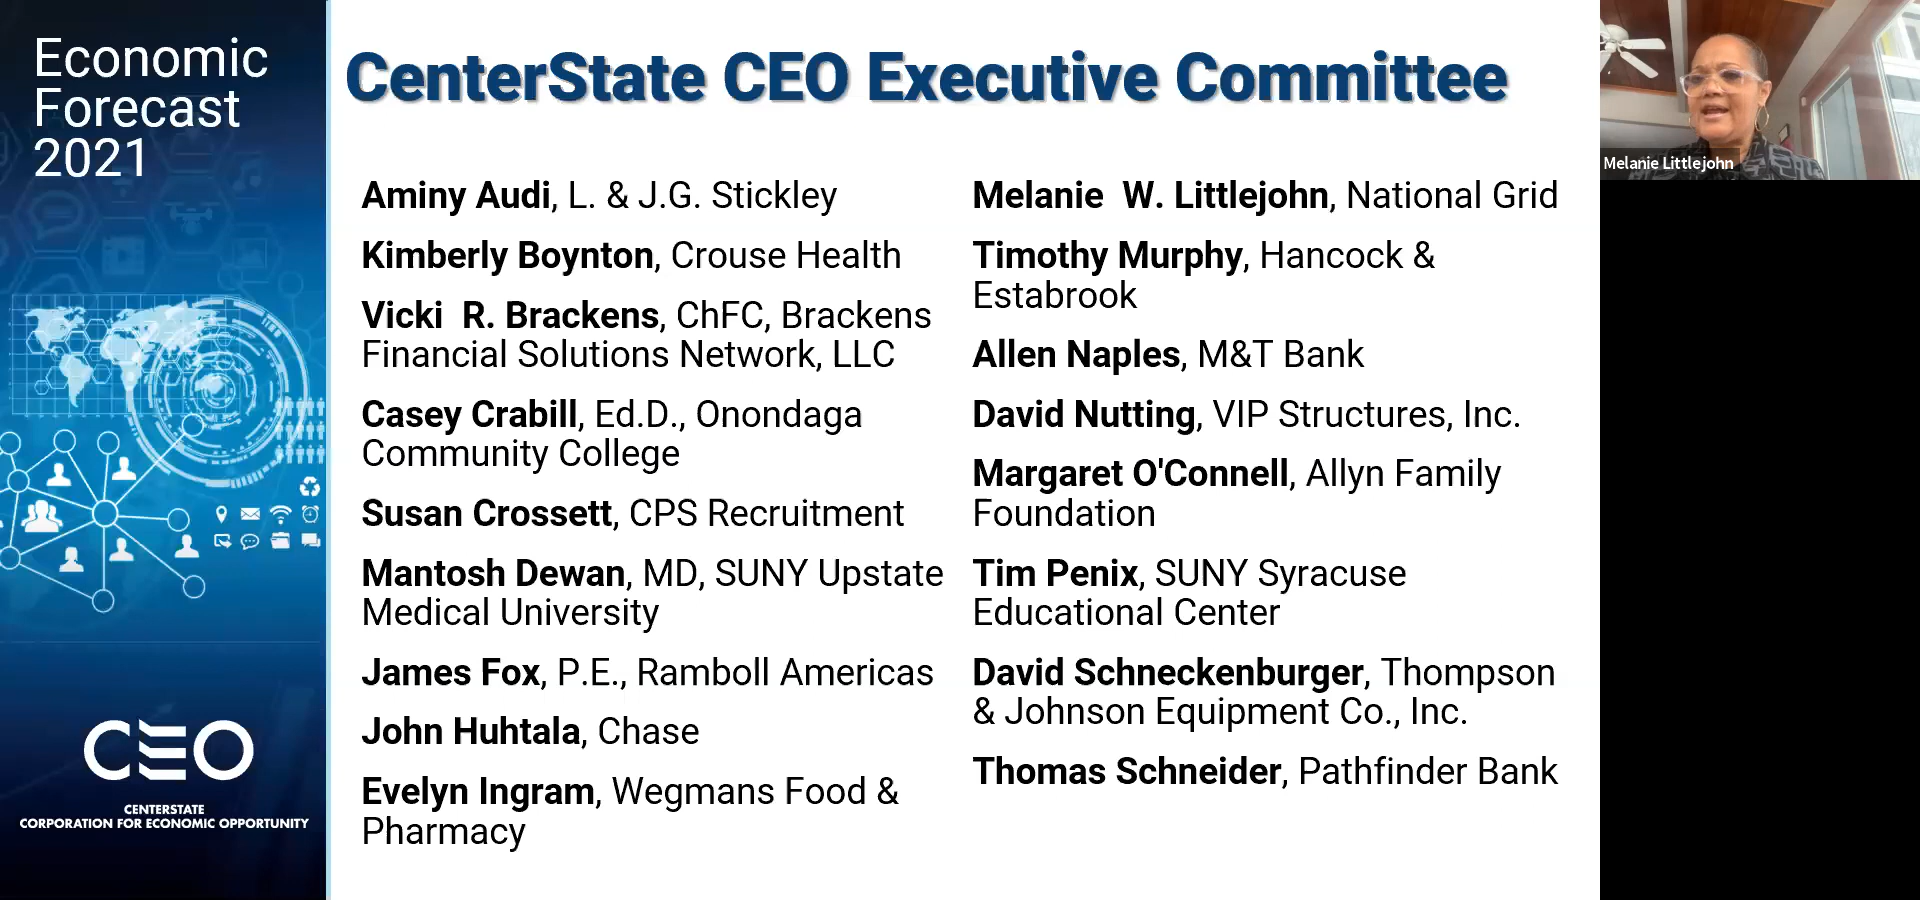 Economic
Forecast
2021
CenterState CEO Executive Committee
Aminy Audi, L. & J.G. Stickley
Kimberly Boynton, Crouse Health
Vicki  R. Brackens, ChFC, Brackens
Financial Solutions Network, LLC
Casey Crabill, Ed.D., Onondaga
Community College
Susan Crossett, CPS Recruitment
Mantosh Dewan, MD, SUNY Upstate
Medical University
James Fox, P.E., Ramboll Americas
John Huhtala, Chase
Evelyn Ingram, Wegmans Food &
Pharmacy
Melanie  W. Littlejohn, National Grid
Timothy Murphy, Hancock &
Estabrook
Allen Naples, M&T Bank
David Nutting, VIP Structures, Inc.
Margaret O'Connell, Allyn Family
Foundation
Tim Penix, SUNY Syracuse
Educational Center
David Schneckenburger, Thompson
& Johnson Equipment Co., Inc.
Thomas Schneider, Pathfinder Bank
CEO
CENTERSTATE
CORPORATION FOR ECONOMIC OPPORTUNITY
Melanie Littlejohn